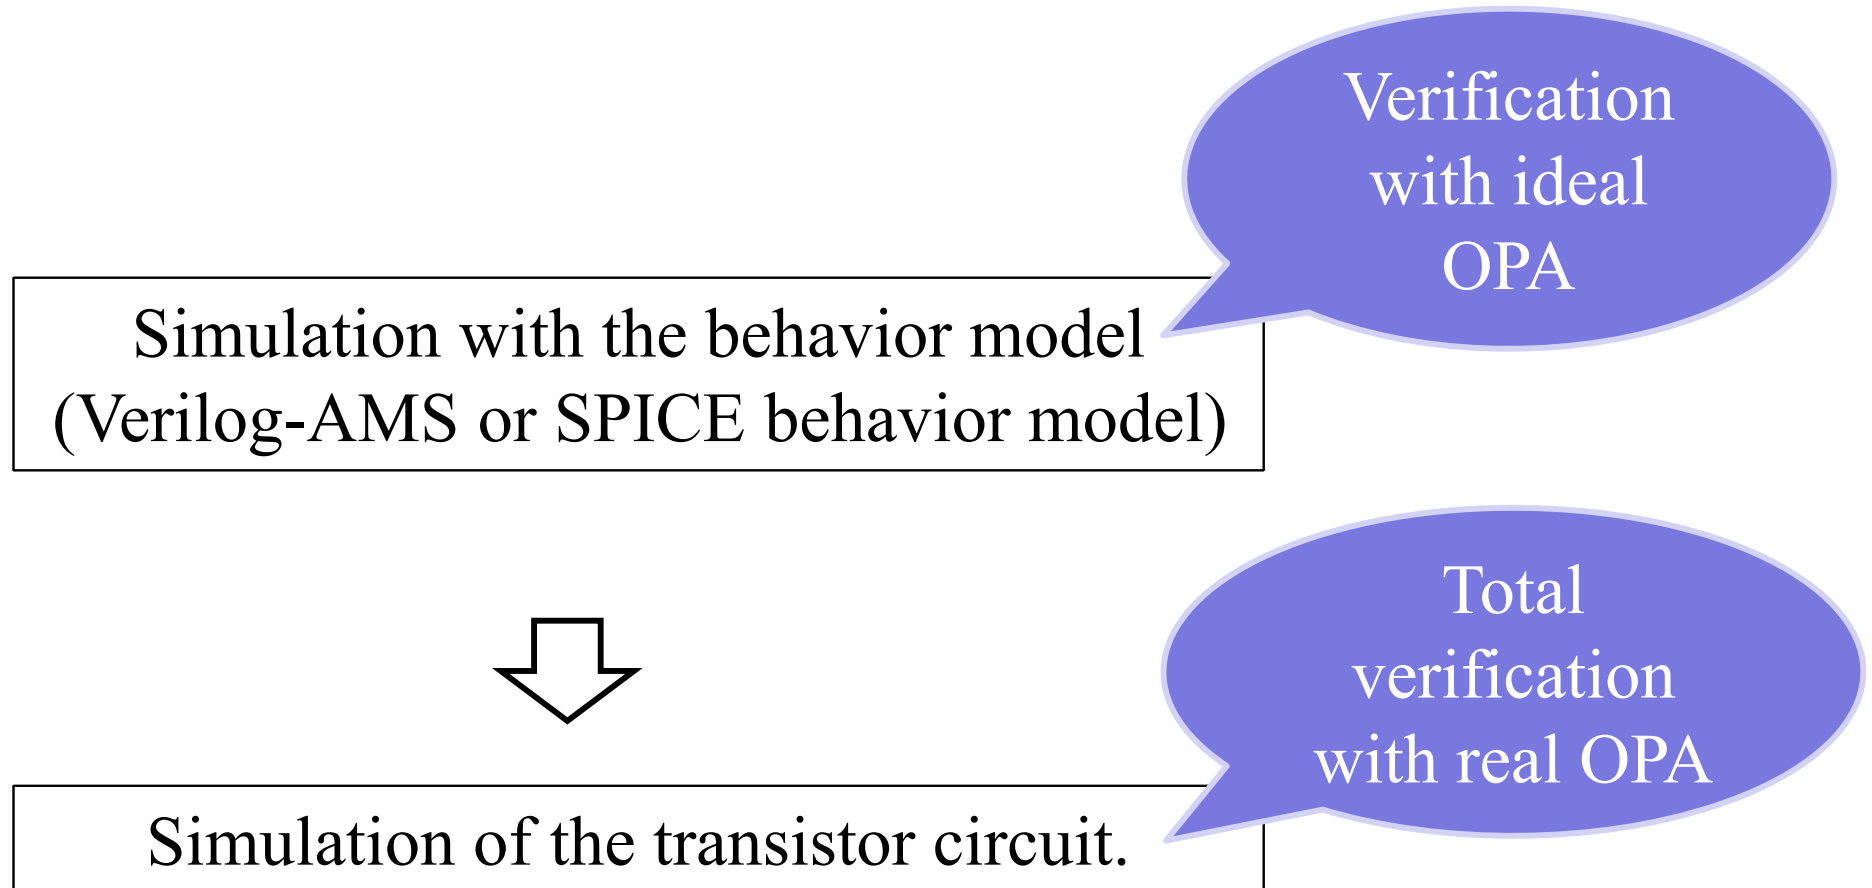 Verification
with ideal
OPA
Simulation with the behavior model
(Verilog-AMS or SPICE behavior model)
Total
verification
with real OPA
Simulation of the transistor circuit.